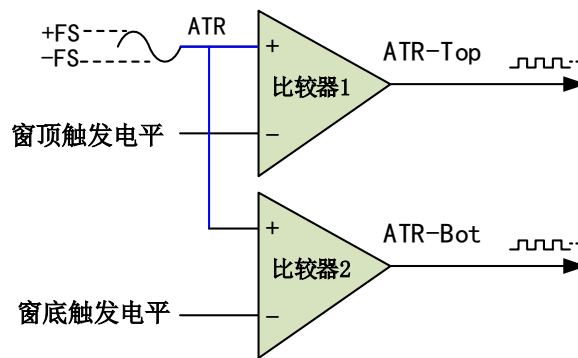 +FS
−FS
ATR
+
比较器1
−
ATR-Top
窗顶触发电平
+
比较器2
−
ATR-Bot
窗底触发电平